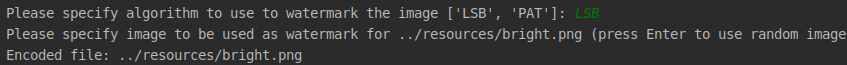 Please specify algorithm to use to watermark the image ['LSB', 'PAT']: LSB
Please specify image to be used as watermark for ../resources/bright.png (press Enter to use random image
Encoded file: ../resources/bright.png